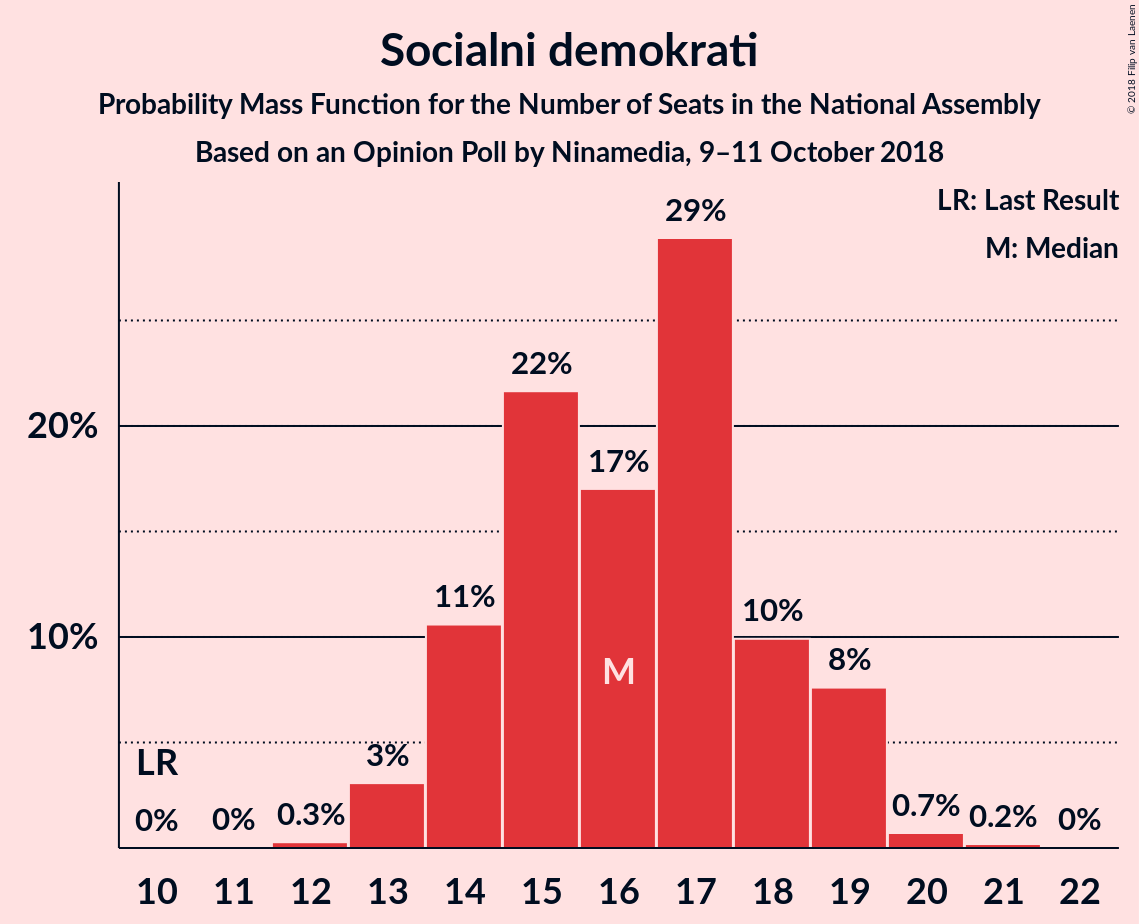 Socialni demokrati
Probability Mass Function for the Number of Seats in the National Assembly
Based on an Opinion Poll by Ninamedia, 9–11 October 2018
© 2018 Filip van Laenen
LR: Last Result
M: Median
29%
22%
20%
17%
11%
10%
10%
8%
M
LR
3%
0%
0%
0.3%
0.7%
0.2%
0%
10 11 12 13 14 15 16 17 18 19 20 21 22